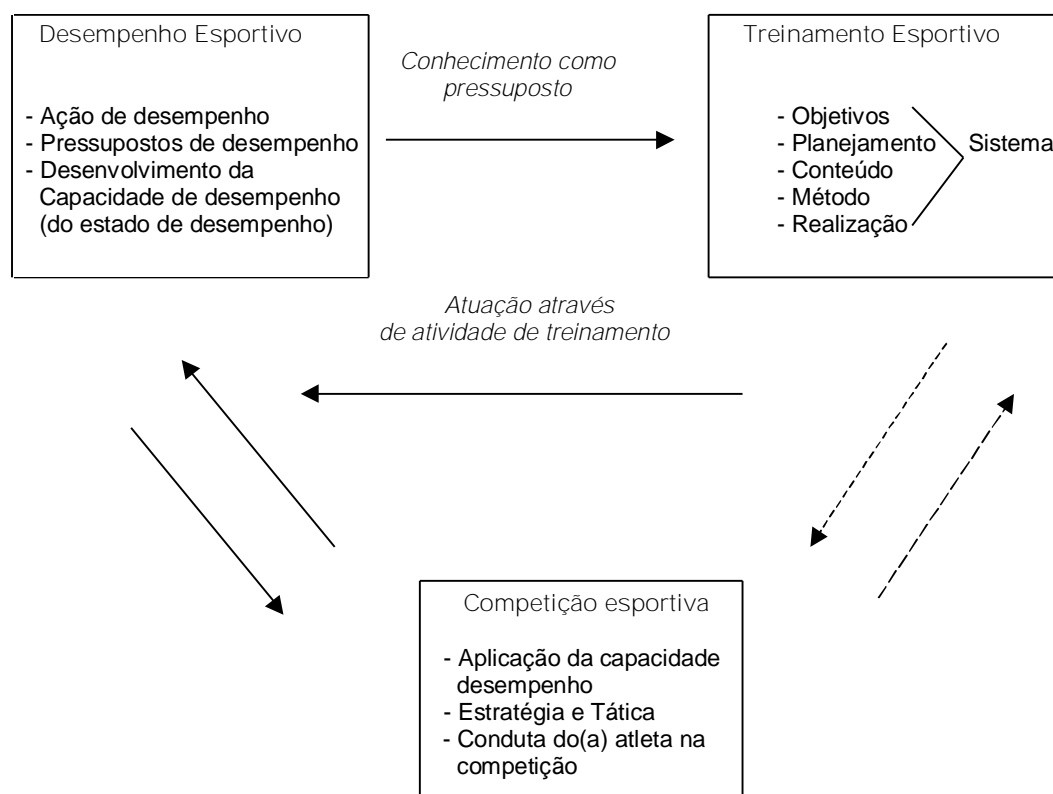 Desempenho Esportivo
- Ação de desempenho
- Pressupostos de desempenho
- Desenvolvimento da
Capacidade de desempenho
(do estado de desempenho)
Conhecimento como
pressuposto
Treinamento Esportivo
- Objetivos
- Planejamento
- Conteúdo
- Método
- Realização
Sistema
Atuação através
de atividade de treinamento
Competição esportiva
- Aplicação da capacidade
desempenho
- Estratégia e Tática
- Conduta do(a) atleta na
competição